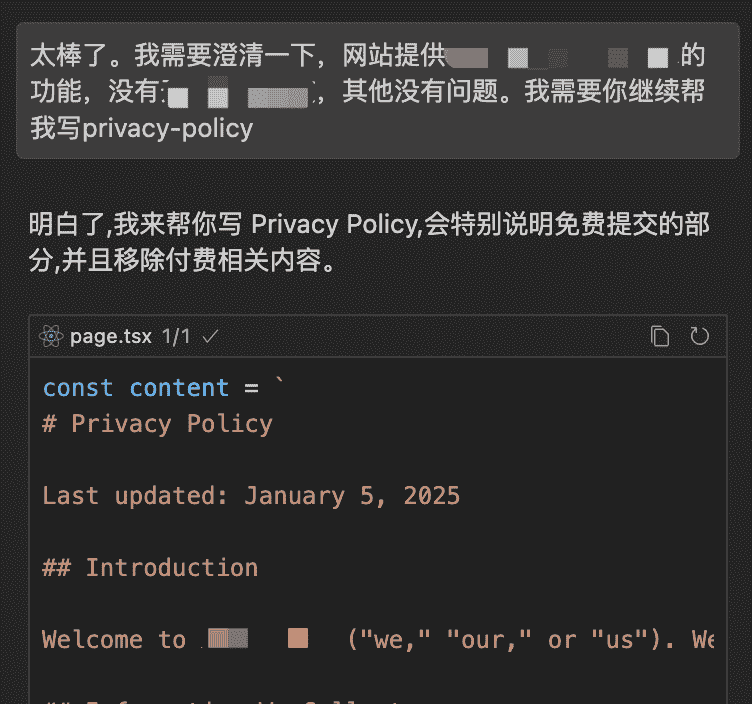 太棒了。我需要澄清一下，网站提供 的
功能，没有 ，其他没有问题。我需要你继续帮
我写privacy-policy
明白了,我来帮你写 Privacy Policy,会特别说明免费提交的部
分,并且移除付费相关内容。
page.tsx 1/1
const content = `
# Privacy Policy
Last updated: January 5, 2025
## Introduction
Welcome to ("we," "our," or "us"). We